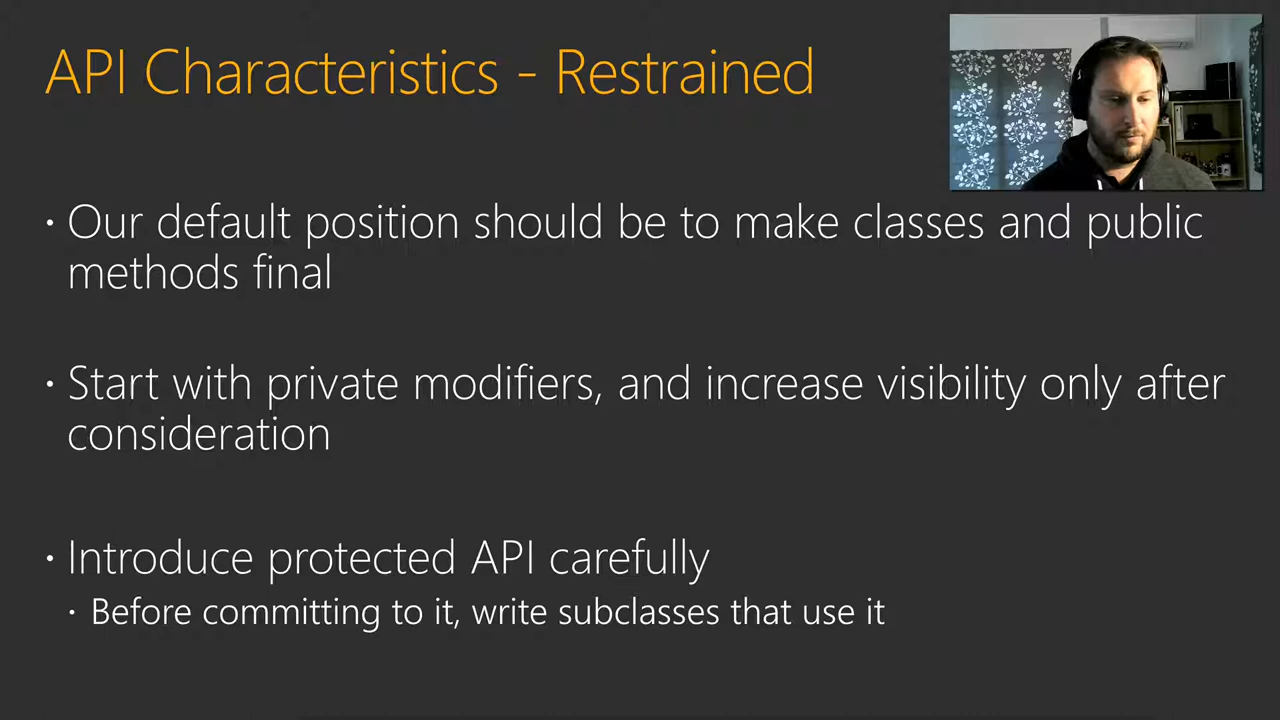 API Characteristics - Restrained
· Our default position should be to make classes and public
methods final
· Start with private modifiers, and increase visibility only after
consideration
· Introduce protected API carefully
· Before committing to it, write subclasses that use it